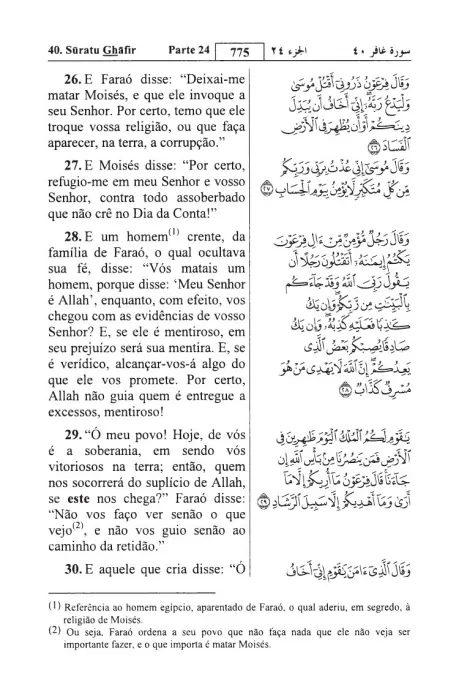 40. Sūratu Ghāfir Parte 24 775 الجزء ٢٤ سورة غافر ٤٠
26. E Faraó disse: “Deixai-me
matar Moisés, e que ele invoque a
seu Senhor. Por certo, temo que ele
troque vossa religião, ou que faça
aparecer, na terra, a corrupção.”
27. E Moisés disse: “Por certo,
refugio-me em meu Senhor e vosso
Senhor, contra todo assoberbado
que não crê no Dia da Conta!”
28. E um homem(1) crente, da
família de Faraó, o qual ocultava
sua fé, disse: “Vós matais um
homem, porque disse: ‘Meu Senhor
é Allah’, enquanto, com efeito, vos
chegou com as evidências de vosso
Senhor? E, se ele é mentiroso, em
seu prejuízo será sua mentira. E, se
é verídico, alcançar-vos-á algo do
que ele vos promete. Por certo,
Allah não guia quem é entregue a
excessos, mentiroso!
29. “Ó meu povo! Hoje, de vós
é a soberania, em sendo vós
vitoriosos na terra; então, quem
nos socorrerá do suplício de Allah,
se este nos chega?” Faraó disse:
“Não vos faço ver senão o que
vejo(2), e não vos guio senão ao
caminho da retidão.”
30. E aquele que cria disse: “Ó
وَقَالَ فِرْعَوْنُ ذَرُونِىٓ أَقْتُلْ مُوسَىٰ
وَلْيَدْعُ رَبَّهُۥٓ إِنِّىٓ أَخَافُ أَن يُبَدِّلَ
دِينَكُمْ أَوْ أَن يُظْهِرَ فِى ٱلْأَرْضِ
ٱلْفَسَادَ ٢٦
وَقَالَ مُوسَىٰٓ إِنِّى عُذْتُ بِرَبِّى وَرَبِّكُم
مِّن كُلِّ مُتَكَبِّرٍ لَّا يُؤْمِنُ بِيَوْمِ ٱلْحِسَابِ ٢٧
وَقَالَ رَجُلٌ مُّؤْمِنٌ مِّنْ ءَالِ فِرْعَوْنَ
يَكْتُمُ إِيمَٰنَهُۥٓ أَتَقْتُلُونَ رَجُلًا أَن
يَقُولَ رَبِّىَ ٱللَّهُ وَقَدْ جَآءَكُم
بِٱلْبَيِّنَٰتِ مِن رَّبِّكُمْ وَإِن يَكُ
كَٰذِبًا فَعَلَيْهِ كَذِبُهُۥ وَإِن يَكُ
صَادِقًا يُصِبْكُم بَعْضُ ٱلَّذِى
يَعِدُكُمْ إِنَّ ٱللَّهَ لَا يَهْدِى مَنْ هُوَ
مُسْرِفٌ كَذَّابٌ ٢٨
يَٰقَوْمِ لَكُمُ ٱلْمُلْكُ ٱلْيَوْمَ ظَٰهِرِينَ فِى
ٱلْأَرْضِ فَمَن يَنصُرُنَا مِنۢ بَأْسِ ٱللَّهِ إِن
جَآءَنَا قَالَ فِرْعَوْنُ مَآ أُرِيكُمْ إِلَّا مَآ
أَرَىٰ وَمَآ أَهْدِيكُمْ إِلَّا سَبِيلَ ٱلرَّشَادِ ٢٩
وَقَالَ ٱلَّذِىٓ ءَامَنَ يَٰقَوْمِ إِنِّىٓ أَخَافُ
(1) Referência ao homem egípcio, aparentado de Faraó, o qual aderiu, em segredo, à
religião de Moisés.
(2) Ou seja, Faraó ordena a seu povo que não faça nada que ele não veja ser
importante fazer, e o que importa é matar Moisés.